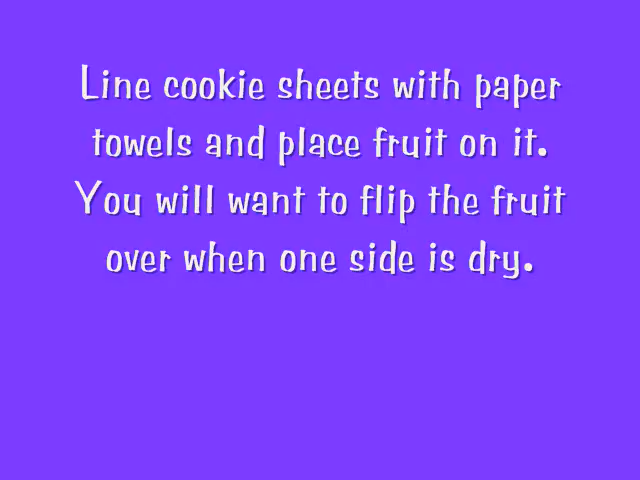 Line cookie sheets with paper
towels and place fruit on it.
You will want to flip the fruit
over when one side is dry.